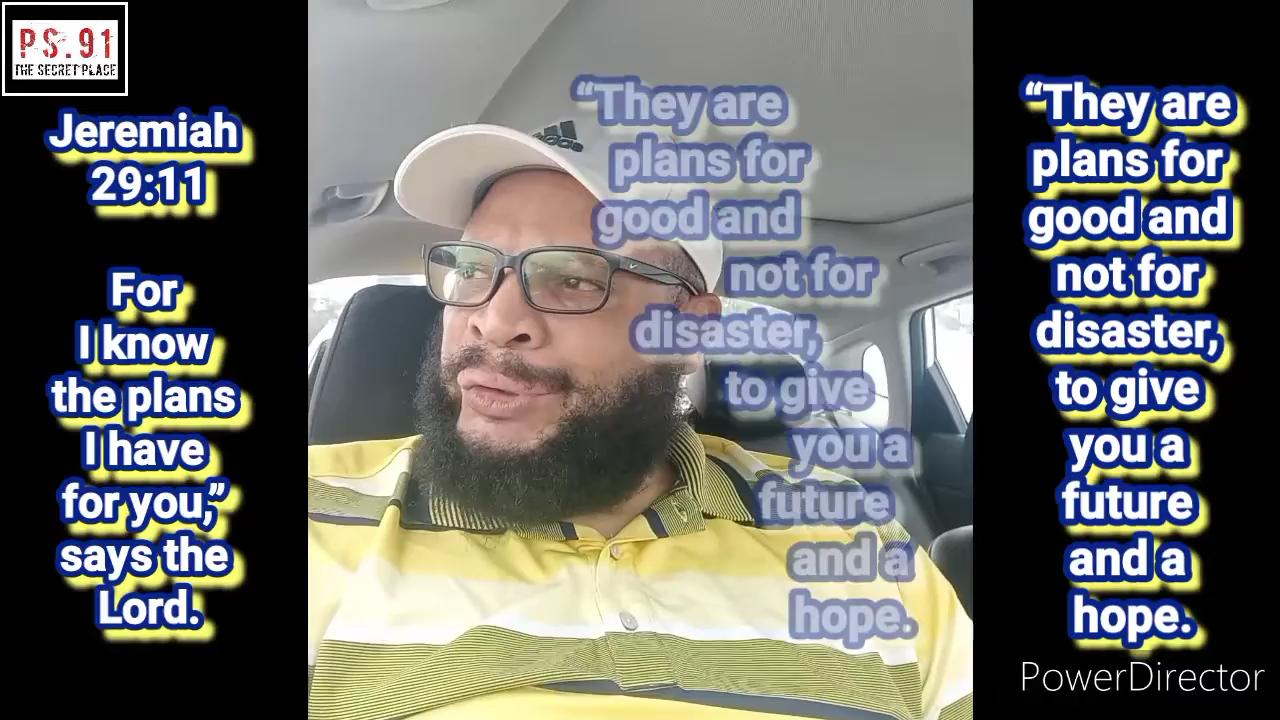 PS.91
THE SECRET PLACE
Jeremiah
29:11
For
I know
the plans
I have
for you,”
says the
Lord.
adidas
“They are
plans for
good and
not for
disaster,
to give
you a
future
and a
hope.
“They are
plans for
good and
not for
disaster,
to give
you a
future
and a
hope.
PowerDirector